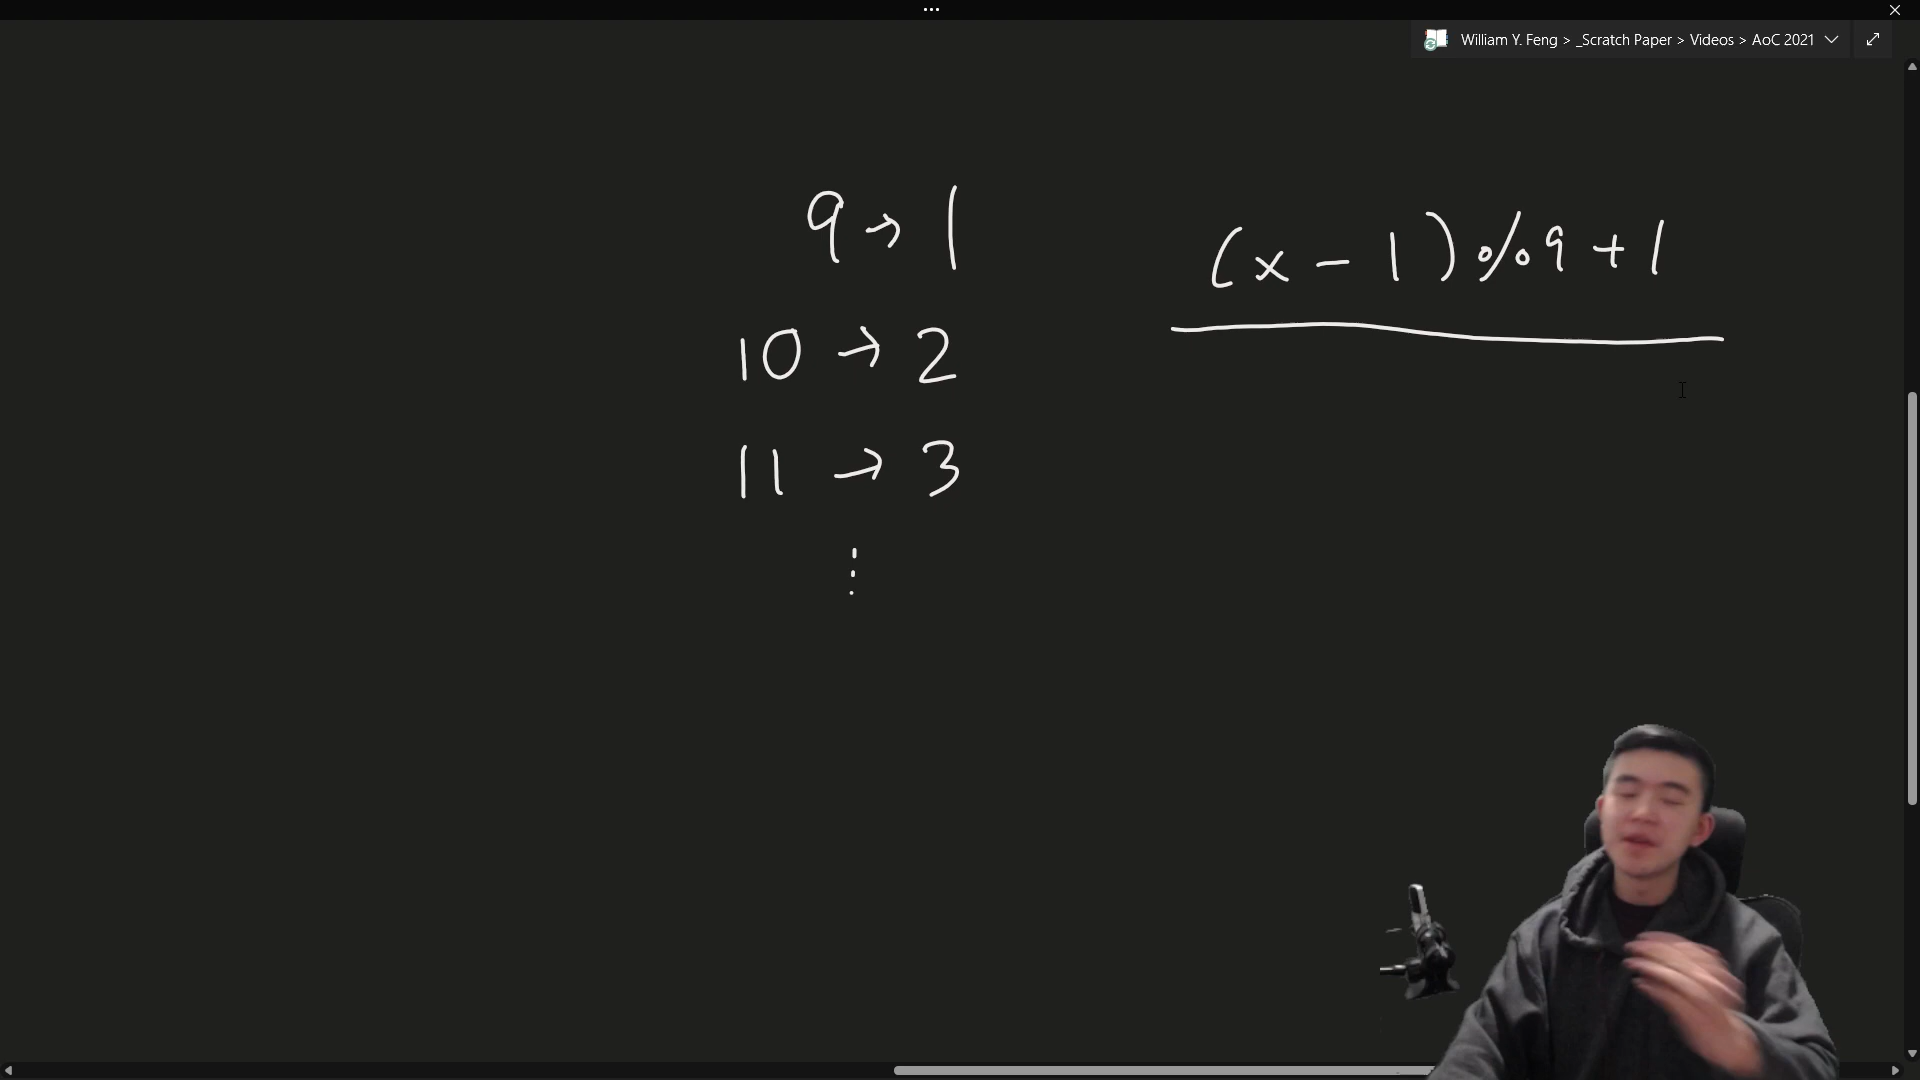 ...
William Y. Feng > _Scratch Paper > Videos > AoC 2021
9 → 1
(x - 1) % 9 + 1
10 → 2
11 → 3
⋮